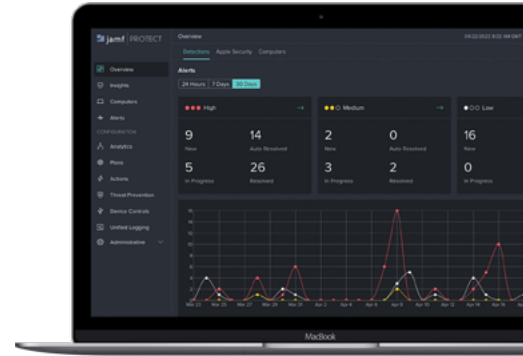 jamf PROTECT
Overview
Detections Apple Security Computers
Alerts
24 Hours 7 Days 30 Days
Overview
Insights
Computers
Alerts
CONFIGURATION
Analytics
Plans
Actions
Threat Prevention
Device Controls
Unified Logging
Administrative
High
9 14
New Auto Resolved
5 26
In Progress Resolved
Medium
2 0
New Auto Resolved
3 2
In Progress Resolved
Low
16
New
0
In Progress
MacBook